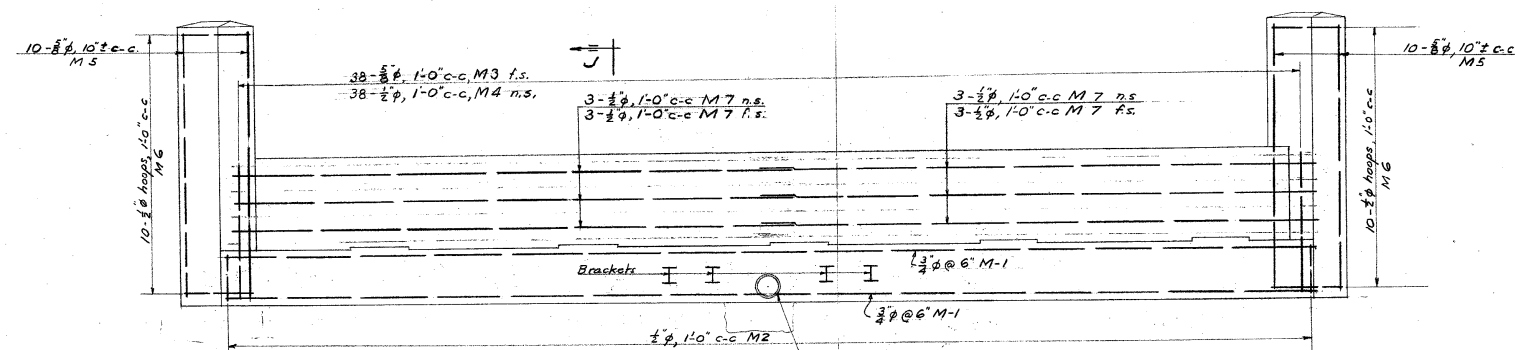 10-5/8"φ, 10"± c-c.
M5
J
38-5/8"φ, 1'-0" c-c, M3 f.s.
38-1/2"φ, 1'-0" c-c, M4 n.s.
3-1/2"φ, 1'-0" c-c M7 n.s.
3-1/2"φ, 1'-0" c-c M7 f.s.
3-1/2"φ, 1'-0" c-c M7 n.s
3-1/2"φ, 1'-0" c-c M7 f.s.
10-5/8"φ, 10"± c-c
M5
10-1/2"φ hoops, 1'-0" c-c
M6
10-1/2"φ hoops, 1'-0" c-c
M6
Brackets
3/4"φ @ 6" M-1
3/4"φ @ 6" M-1
1/2"φ, 1'-0" c-c M2